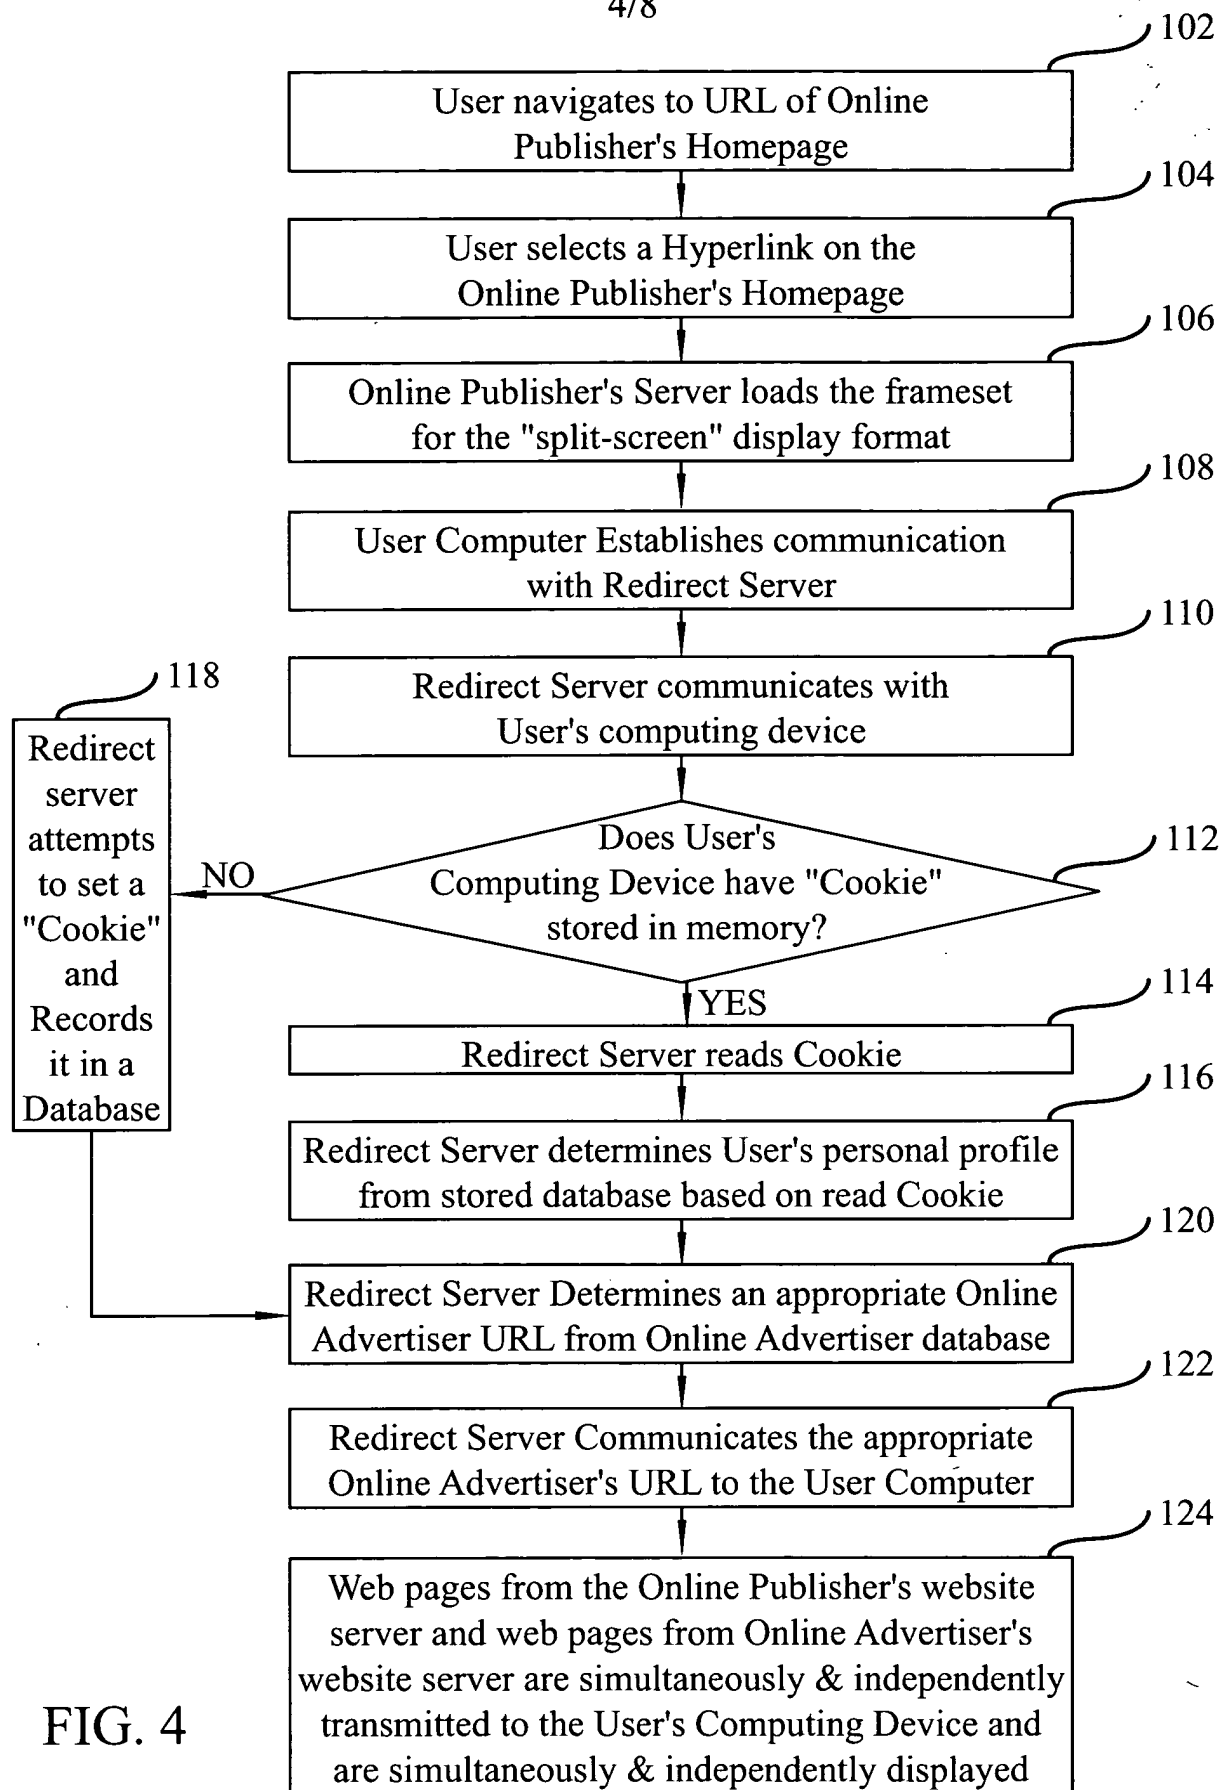 4/8
102
User navigates to URL of Online
Publisher's Homepage
104
User selects a Hyperlink on the
Online Publisher's Homepage
106
Online Publisher's Server loads the frameset
for the "split-screen" display format
108
User Computer Establishes communication
with Redirect Server
110
Redirect Server communicates with
User's computing device
118
Redirect
server
attempts
to set a
"Cookie"
and
Records
it in a
Database
112
Does User's
Computing Device have "Cookie"
stored in memory?
NO
YES
114
Redirect Server reads Cookie
116
Redirect Server determines User's personal profile
from stored database based on read Cookie
120
Redirect Server Determines an appropriate Online
Advertiser URL from Online Advertiser database
122
Redirect Server Communicates the appropriate
Online Advertiser's URL to the User Computer
124
Web pages from the Online Publisher's website
server and web pages from Online Advertiser's
website server are simultaneously & independently
transmitted to the User's Computing Device and
are simultaneously & independently displayed
FIG. 4